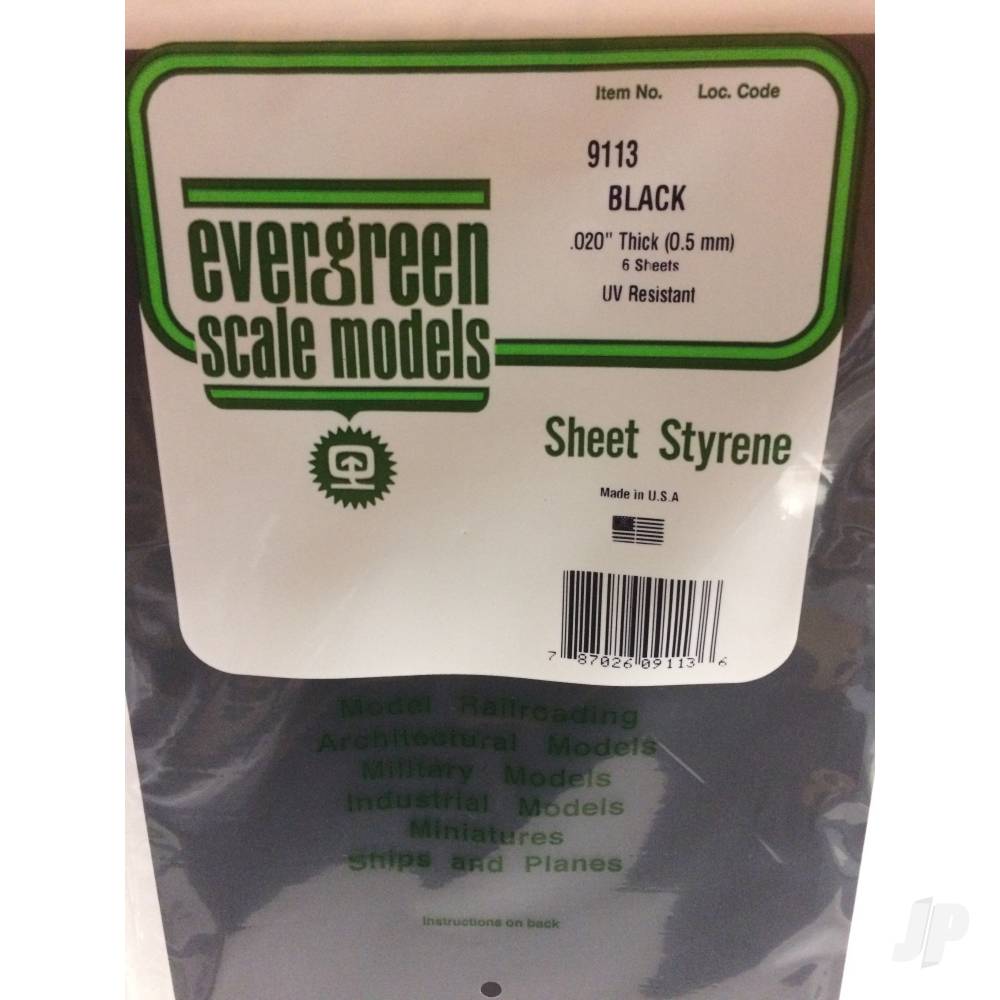 Item No. Loc. Code
9113
BLACK
.020" Thick (0.5 mm)
6 Sheets
UV Resistant
evergreen
scale models
Sheet Styrene
Made in U.S.A
7 87026 09113 6
Model Railroading
Architectural Models
Military Models
Industrial Models
Miniatures
Ships and Planes
Instructions on back
JP